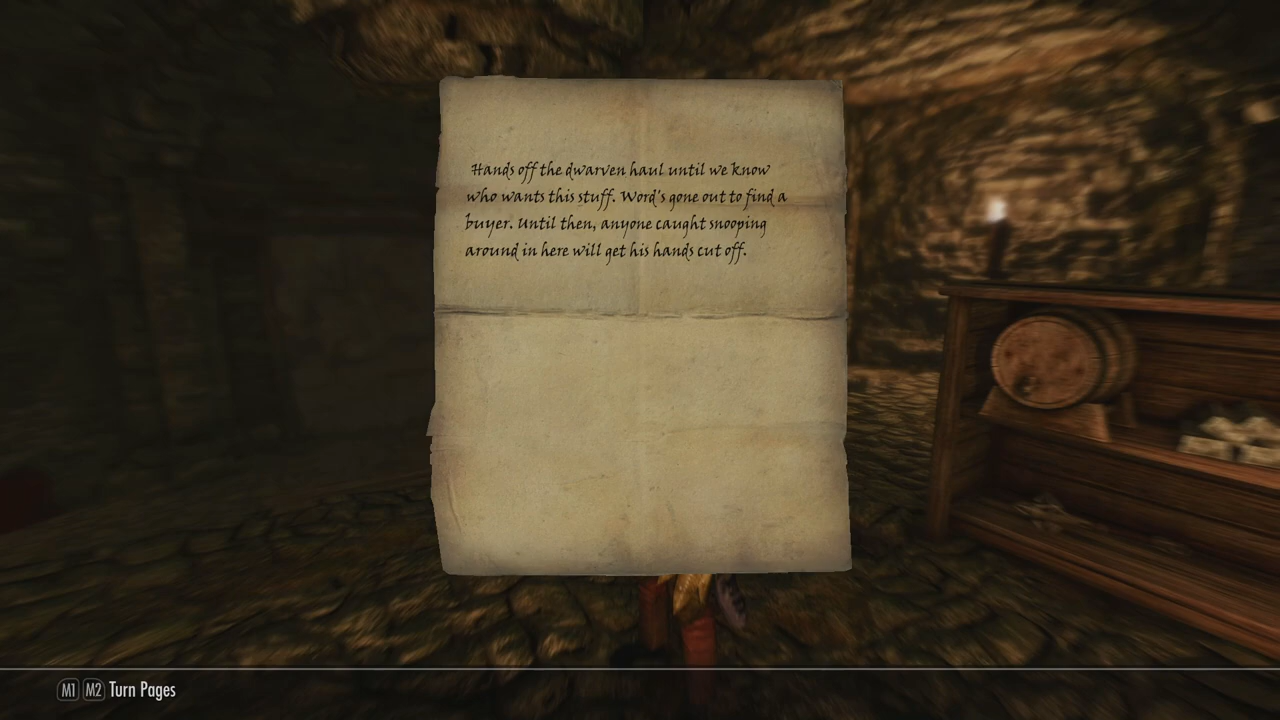 Hands off the dwarven haul until we know
who wants this stuff. Word's gone out to find a
buyer. Until then, anyone caught snooping
around in here will get his hands cut off.
M1 M2 Turn Pages